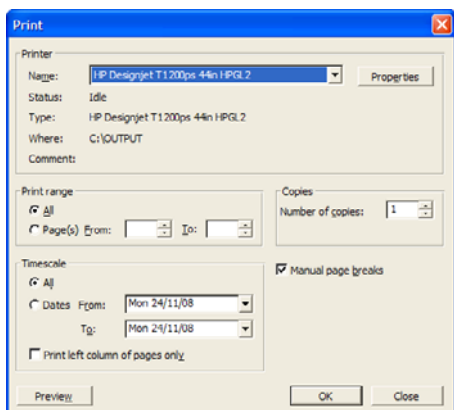 Print
Printer
Name: HP Designjet T1200ps 44in HPGL2 Properties
Status: Idle
Type: HP Designjet T1200ps 44in HPGL2
Where: C:\OUTPUT
Comment:
Print range
All
Page(s) From: To:
Copies
Number of copies: 1
Timescale
All
Dates From: Mon 24/11/08
To: Mon 24/11/08
Print left column of pages only
Manual page breaks
Preview OK Close